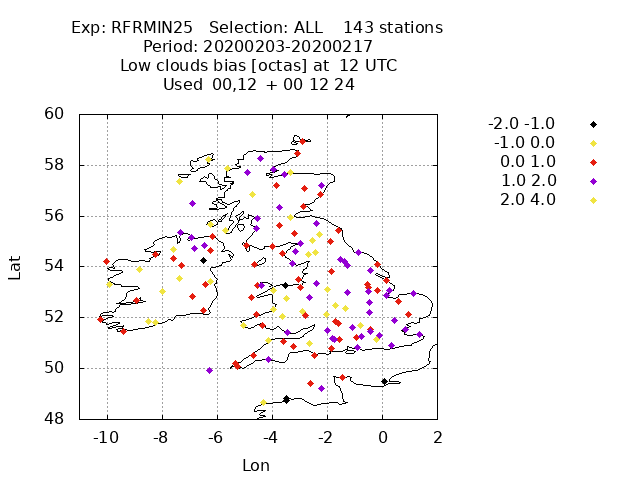 Exp: RFRMIN25 Selection: ALL 143 stations
Period: 20200203-20200217
Low clouds bias [octas] at 12 UTC
Used 00,12 + 00 12 24
60
58
56
54
52
50
48
-10 -8 -6 -4 -2 0 2
Lat
Lon
-2.0 -1.0
-1.0 0.0
0.0 1.0
1.0 2.0
2.0 4.0